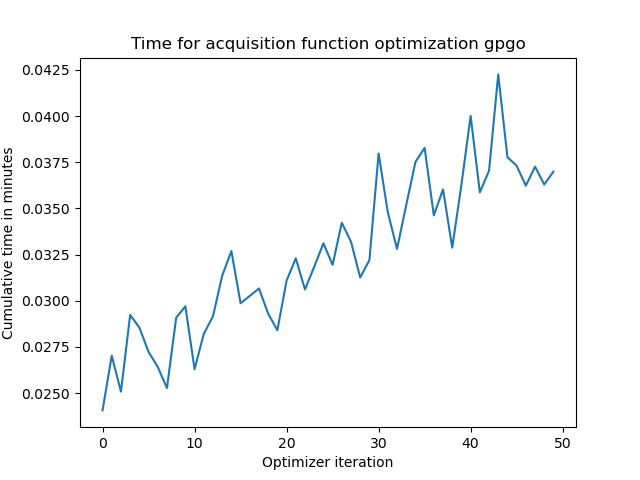 Time for acquisition function optimization gpgo
0.0425
0.0400
0.0375
0.0350
0.0325
0.0300
0.0275
0.0250
Cumulative time in minutes
0 10 20 30 40 50
Optimizer iteration